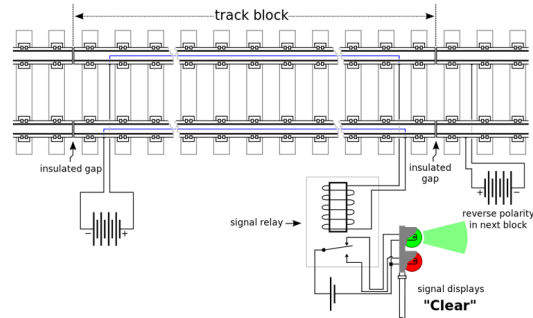 track block
insulated gap
insulated
gap
signal relay
- +
+ -
reverse polarity
in next block
signal displays
"Clear"